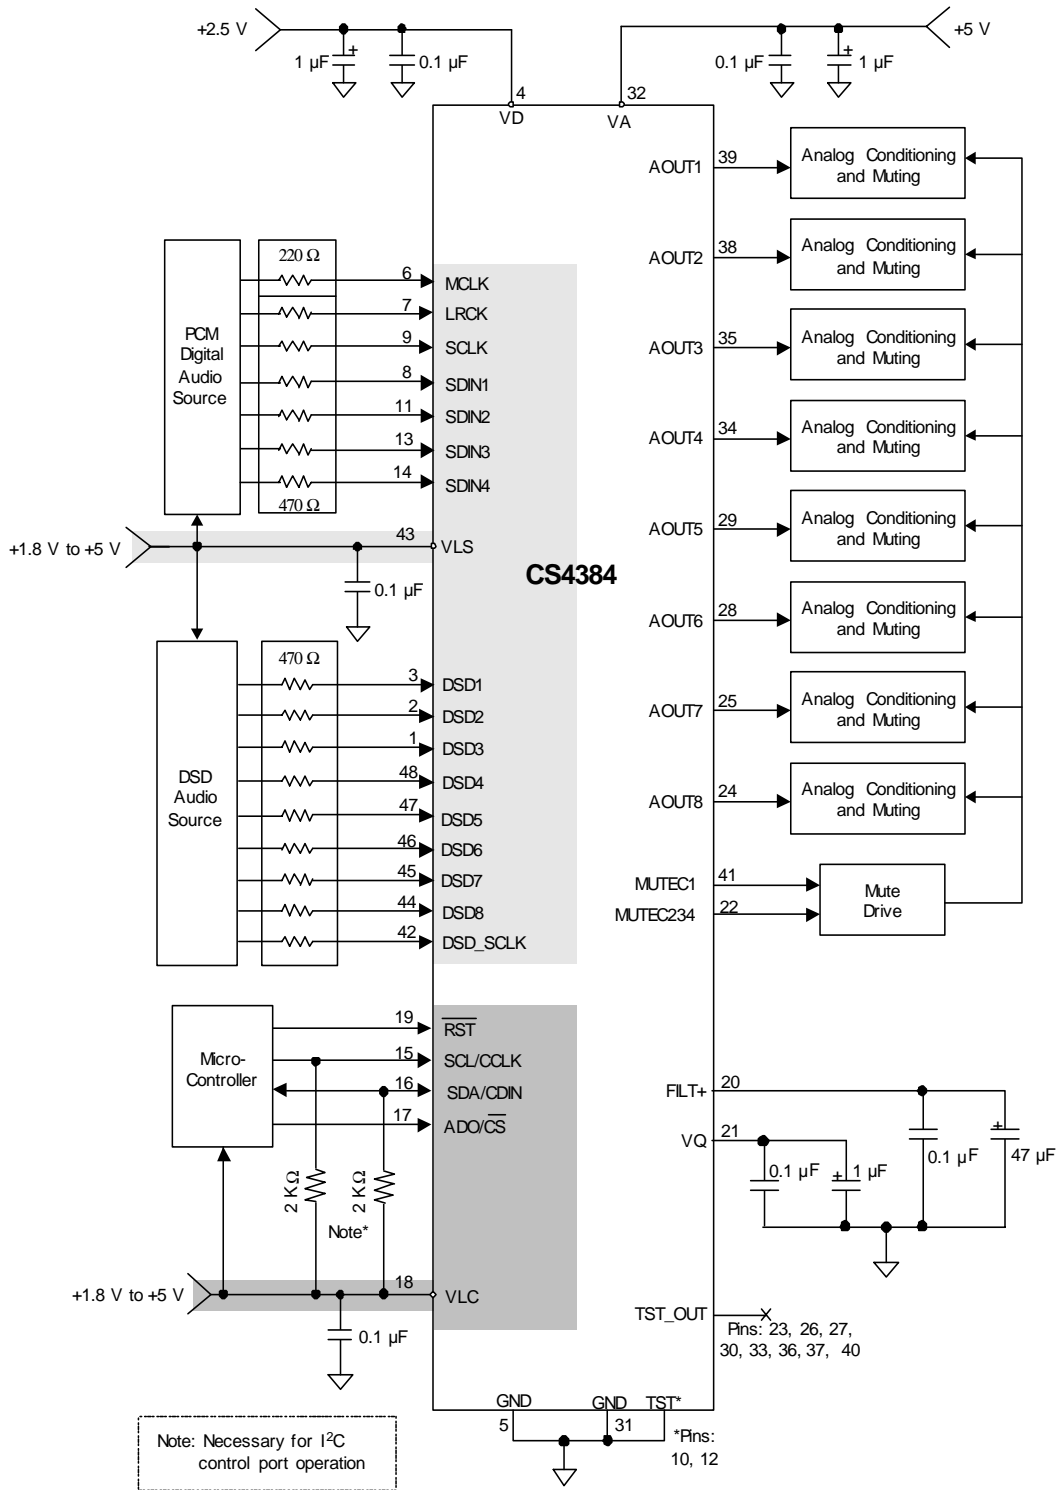 +2.5 V
+5 V
1 µF
+
0.1 µF
0.1 µF
+
1 µF
4
32
VD
VA
AOUT1
39
Analog Conditioning
and Muting
AOUT2
38
Analog Conditioning
and Muting
AOUT3
35
Analog Conditioning
and Muting
AOUT4
34
Analog Conditioning
and Muting
AOUT5
29
Analog Conditioning
and Muting
AOUT6
28
Analog Conditioning
and Muting
AOUT7
25
Analog Conditioning
and Muting
AOUT8
24
Analog Conditioning
and Muting
MUTEC1
41
MUTEC234
22
Mute
Drive
PCM
Digital
Audio
Source
220 Ω
6
MCLK
7
LRCK
9
SCLK
8
SDIN1
11
SDIN2
13
SDIN3
14
SDIN4
470 Ω
+1.8 V to +5 V
43
VLS
0.1 µF
CS4384
DSD
Audio
Source
470 Ω
3
DSD1
2
DSD2
1
DSD3
48
DSD4
47
DSD5
46
DSD6
45
DSD7
44
DSD8
42
DSD_SCLK
Micro-
Controller
19
RST
15
SCL/CCLK
16
SDA/CDIN
17
ADO/CS
2 KΩ
2 KΩ
Note*
+1.8 V to +5 V
18
VLC
0.1 µF
FILT+
20
VQ
21
0.1 µF
+
1 µF
0.1 µF
+
47 µF
TST_OUT
Pins: 23, 26, 27,
30, 33, 36, 37, 40
GND
GND
TST*
5
31
*Pins:
10, 12
Note: Necessary for I²C
control port operation